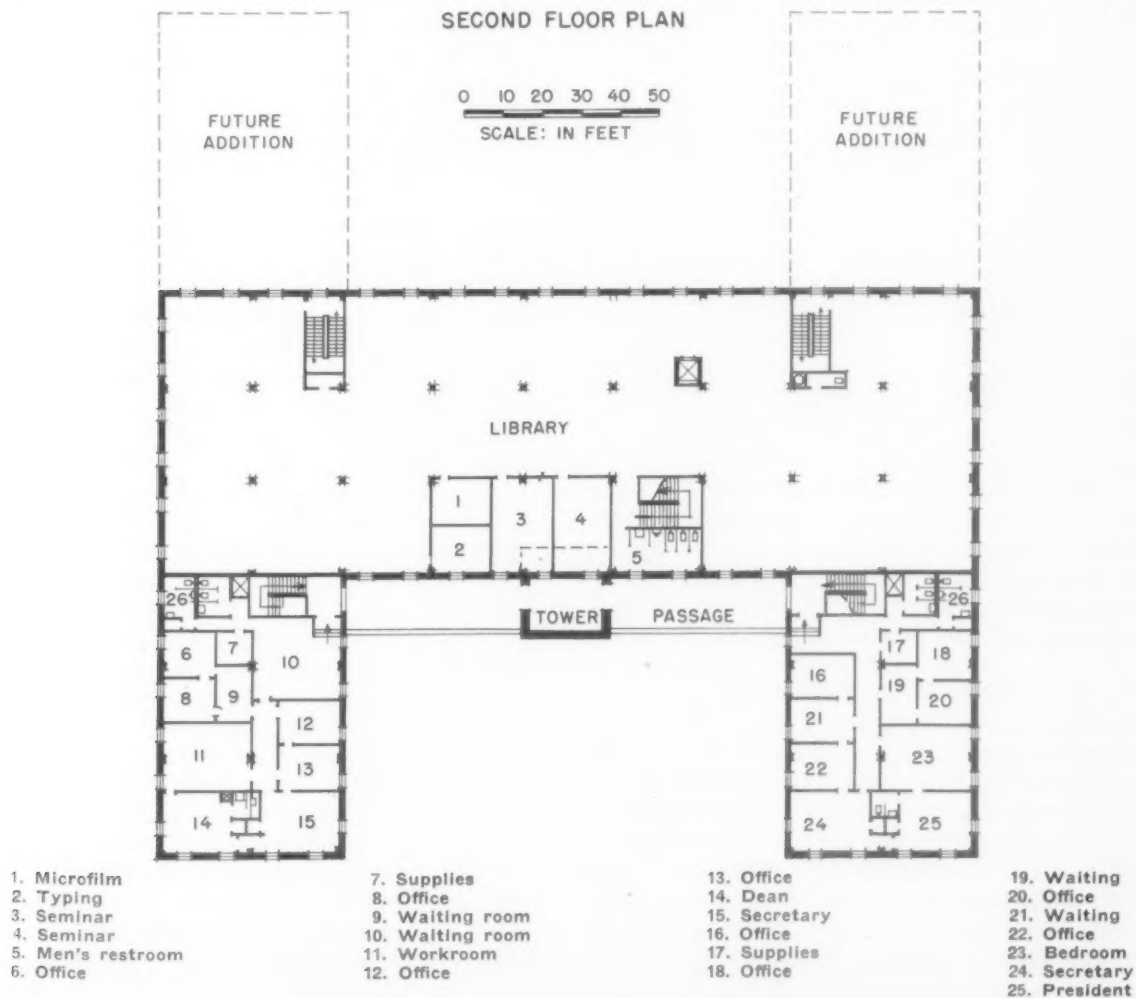 SECOND FLOOR PLAN
0 10 20 30 40 50
SCALE: IN FEET
FUTURE
ADDITION
FUTURE
ADDITION
LIBRARY
1
2
3
4
5
TOWER
PASSAGE
26
6
7
8
9
10
11
12
13
14
15
26
16
17
18
19
20
21
22
23
24
25
1. Microfilm
2. Typing
3. Seminar
4. Seminar
5. Men's restroom
6. Office
7. Supplies
8. Office
9. Waiting room
10. Waiting room
11. Workroom
12. Office
13. Office
14. Dean
15. Secretary
16. Office
17. Supplies
18. Office
19. Waiting
20. Office
21. Waiting
22. Office
23. Bedroom
24. Secretary
25. President